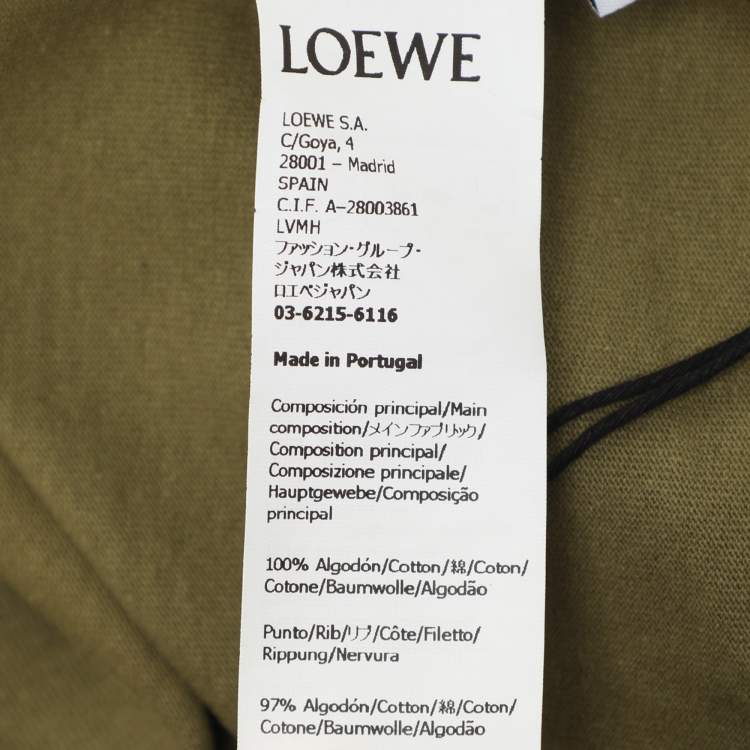 LOEWE
LOEWE S.A.
C/Goya, 4
28001 – Madrid
SPAIN
C.I.F. A-28003861
LVMH
ファッション・グループ・
ジャパン株式会社
ロエベジャパン
03-6215-6116
Made in Portugal
Composición principal/Main
composition/メインファブリック/
Composition principal/
Composizione principale/
Hauptgewebe/Composição
principal
100% Algodón/Cotton/綿/Coton/
Cotone/Baumwolle/Algodão
Punto/Rib/リブ/Côte/Filetto/
Rippung/Nervura
97% Algodón/Cotton/綿/Coton/
Cotone/Baumwolle/Algodão